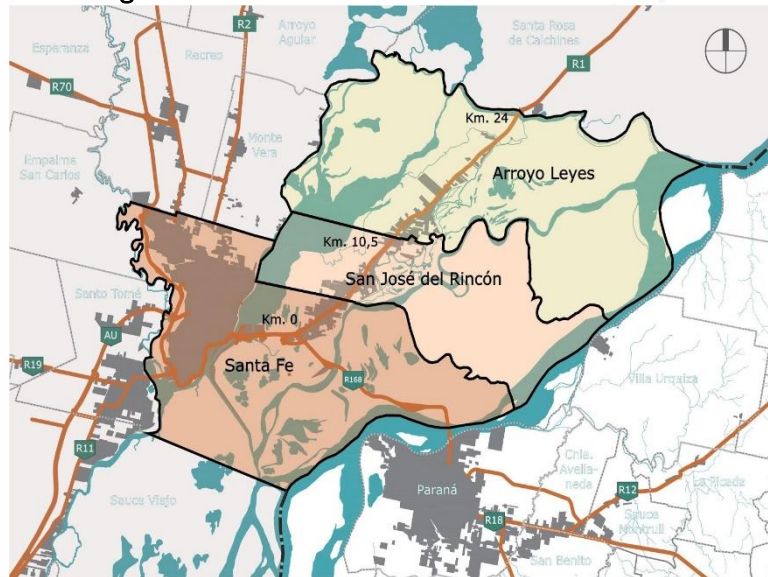 R2
Arroyo
Aguiar
Santa Rosa
de Calchines
Esperanza
Recreo
R1
R70
Km. 24
Monte
Vera
Empalme
San Carlos
Arroyo Leyes
Km. 10,5
San José del Rincón
Santo Tomé
Km. 0
AU
R19
Santa Fe
R168
Villa Urquiza
R11
Cnia.
Avella-
neda
La Picada
Paraná
R12
Sauce Viejo
Sauce
Montrull
R18
San Benito